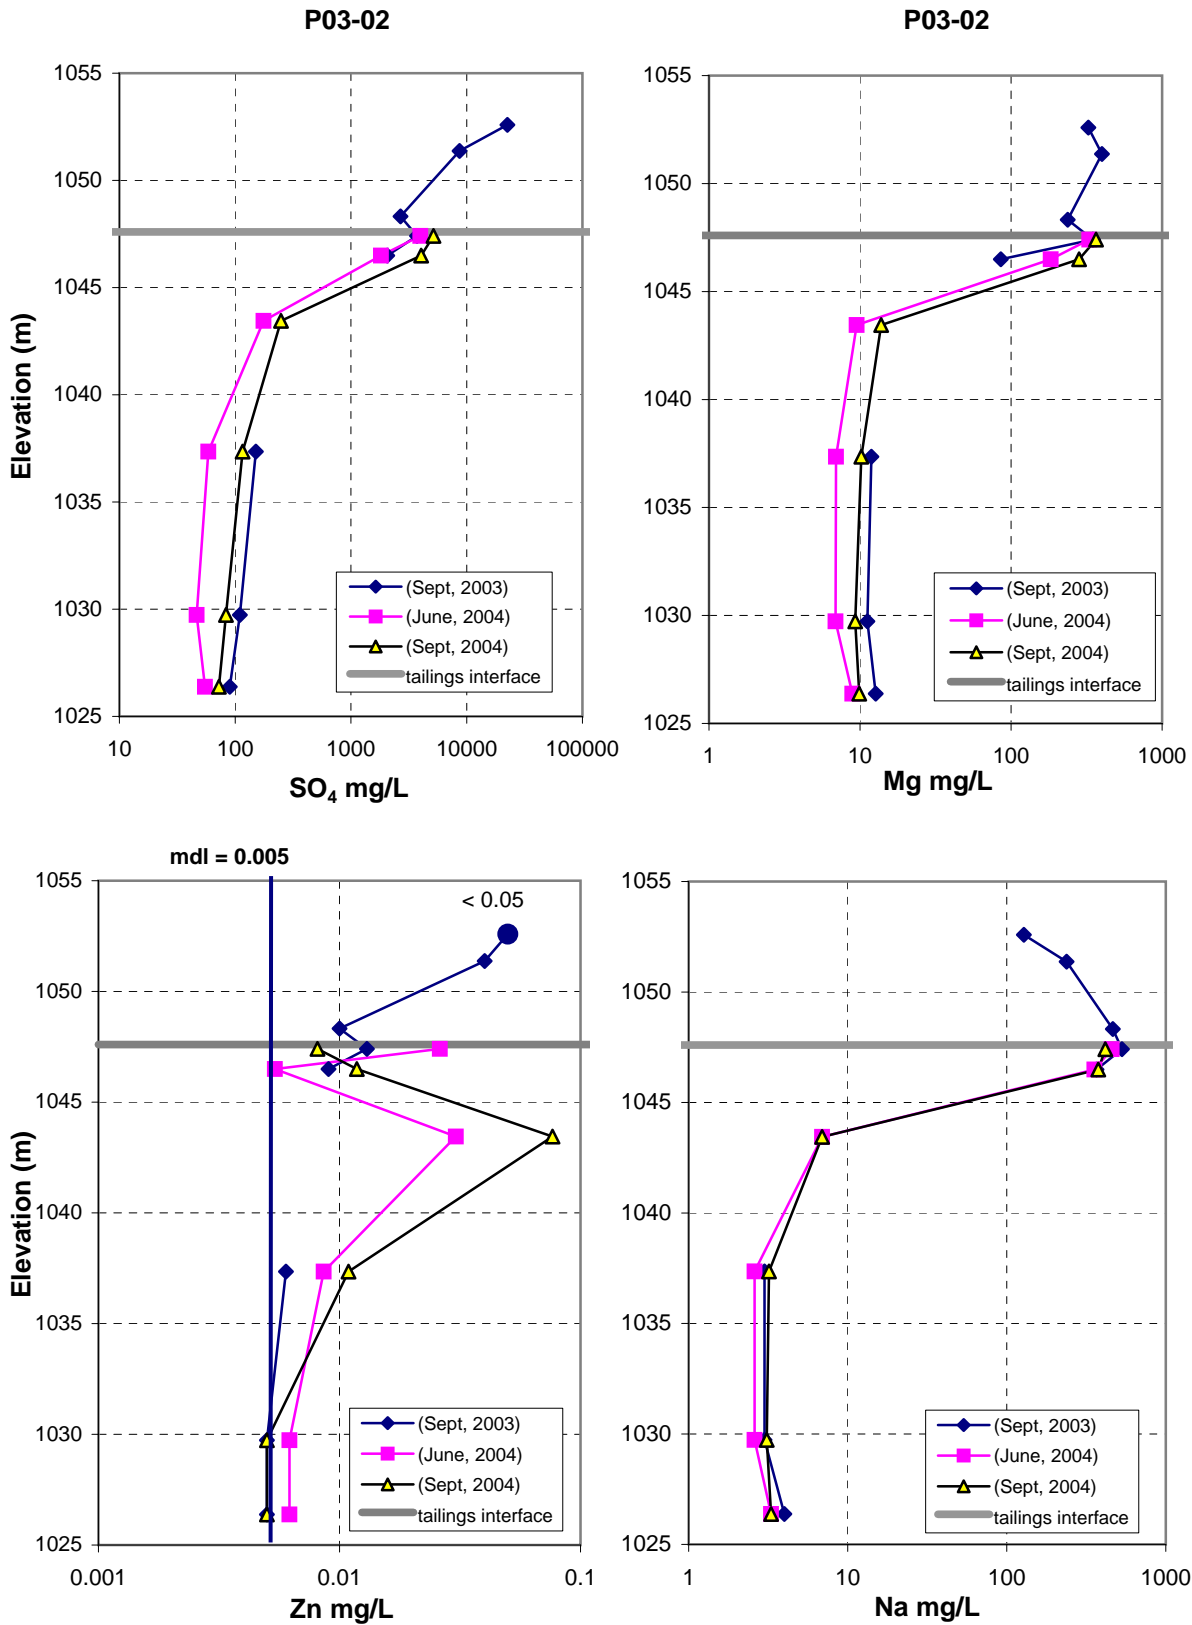 P03-02
1055
1050
1045
1040
1035
1030
1025
Elevation (m)
(Sept, 2003)
(June, 2004)
(Sept, 2004)
tailings interface
10 100 1000 10000 100000
SO₄ mg/L
P03-02
1055
1050
1045
1040
1035
1030
1025
(Sept, 2003)
(June, 2004)
(Sept, 2004)
tailings interface
1 10 100 1000
Mg mg/L
mdl = 0.005
< 0.05
1055
1050
1045
1040
1035
1030
1025
Elevation (m)
(Sept, 2003)
(June, 2004)
(Sept, 2004)
tailings interface
0.001 0.01 0.1
Zn mg/L
1055
1050
1045
1040
1035
1030
1025
(Sept, 2003)
(June, 2004)
(Sept, 2004)
tailings interface
1 10 100 1000
Na mg/L